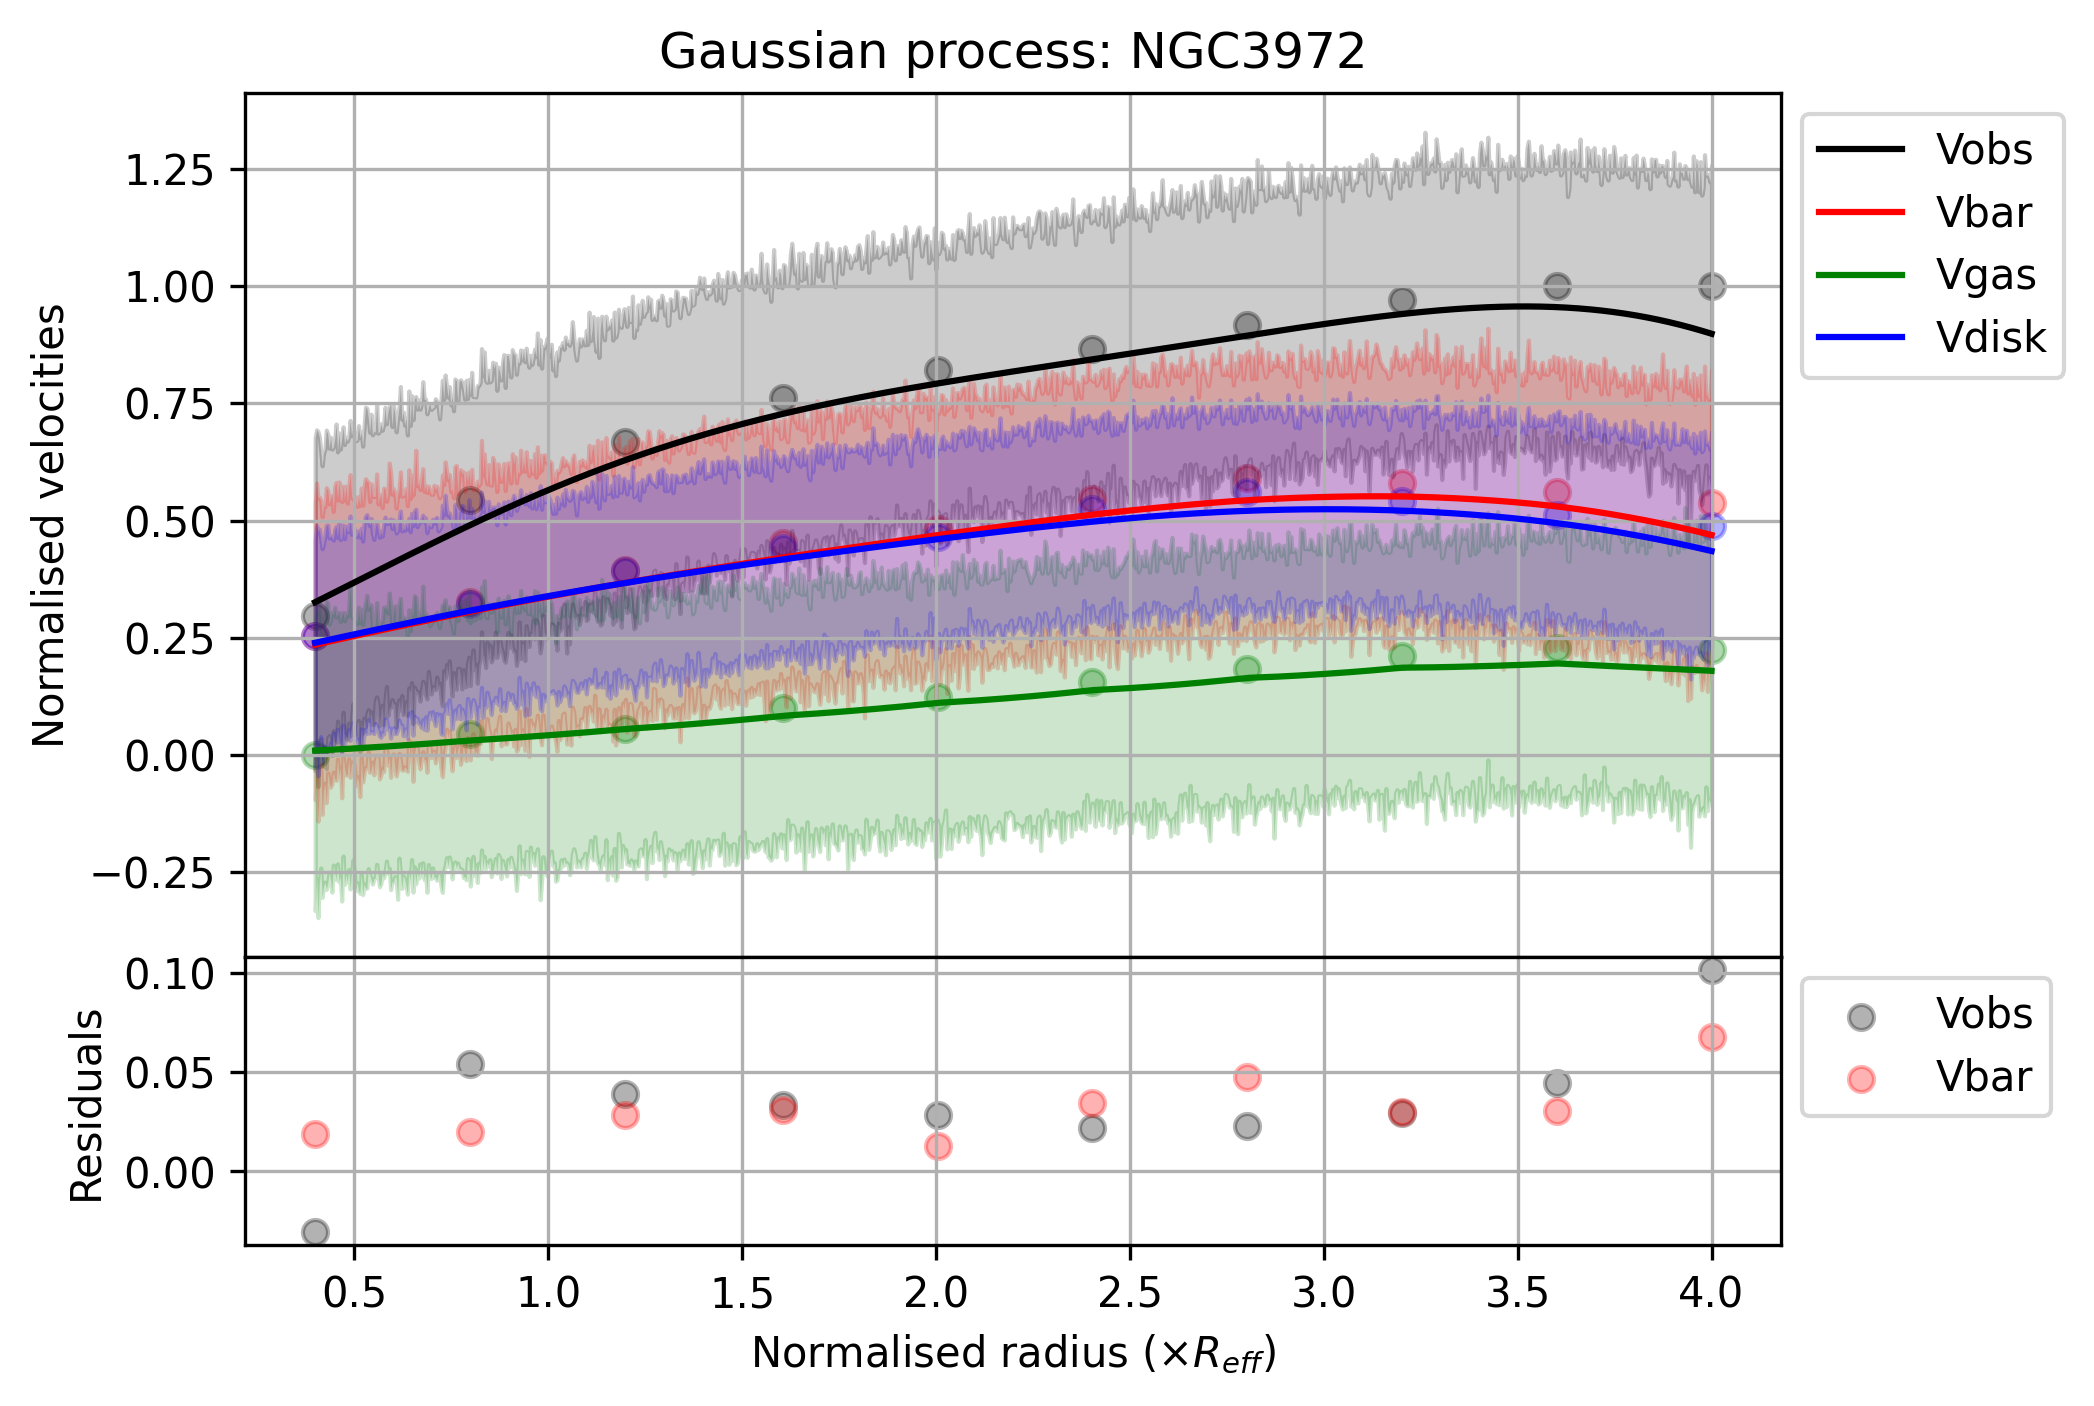 Gaussian process: NGC3972
Normalised velocities
1.25
1.00
0.75
0.50
0.25
0.00
−0.25
Vobs
Vbar
Vgas
Vdisk
Residuals
0.10
0.05
0.00
Vobs
Vbar
0.5 1.0 1.5 2.0 2.5 3.0 3.5 4.0
Normalised radius (×R_eff)